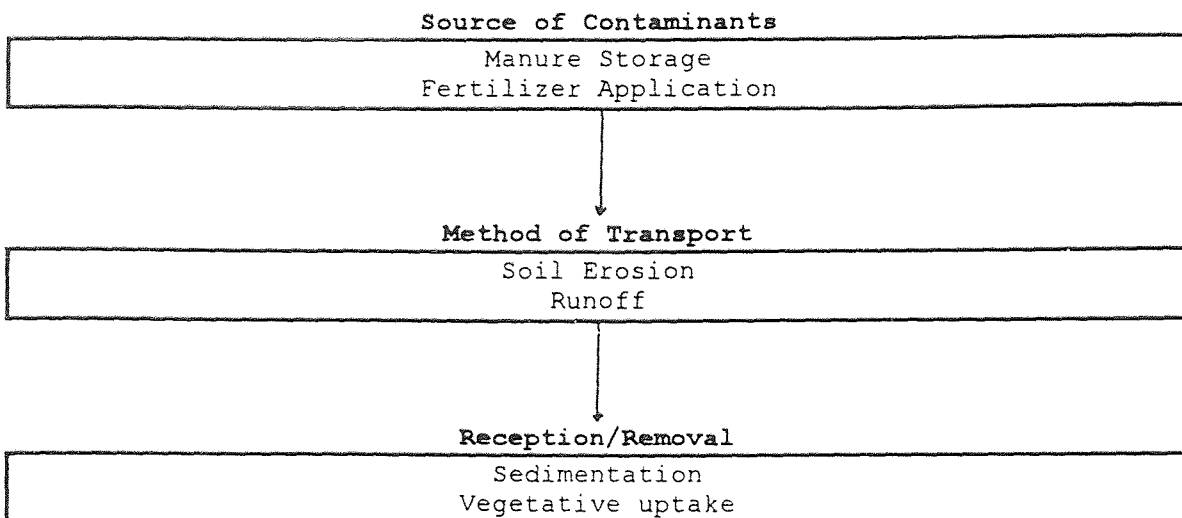 Source of Contaminants
Manure Storage
Fertilizer Application
Method of Transport
Soil Erosion
Runoff
Reception/Removal
Sedimentation
Vegetative uptake